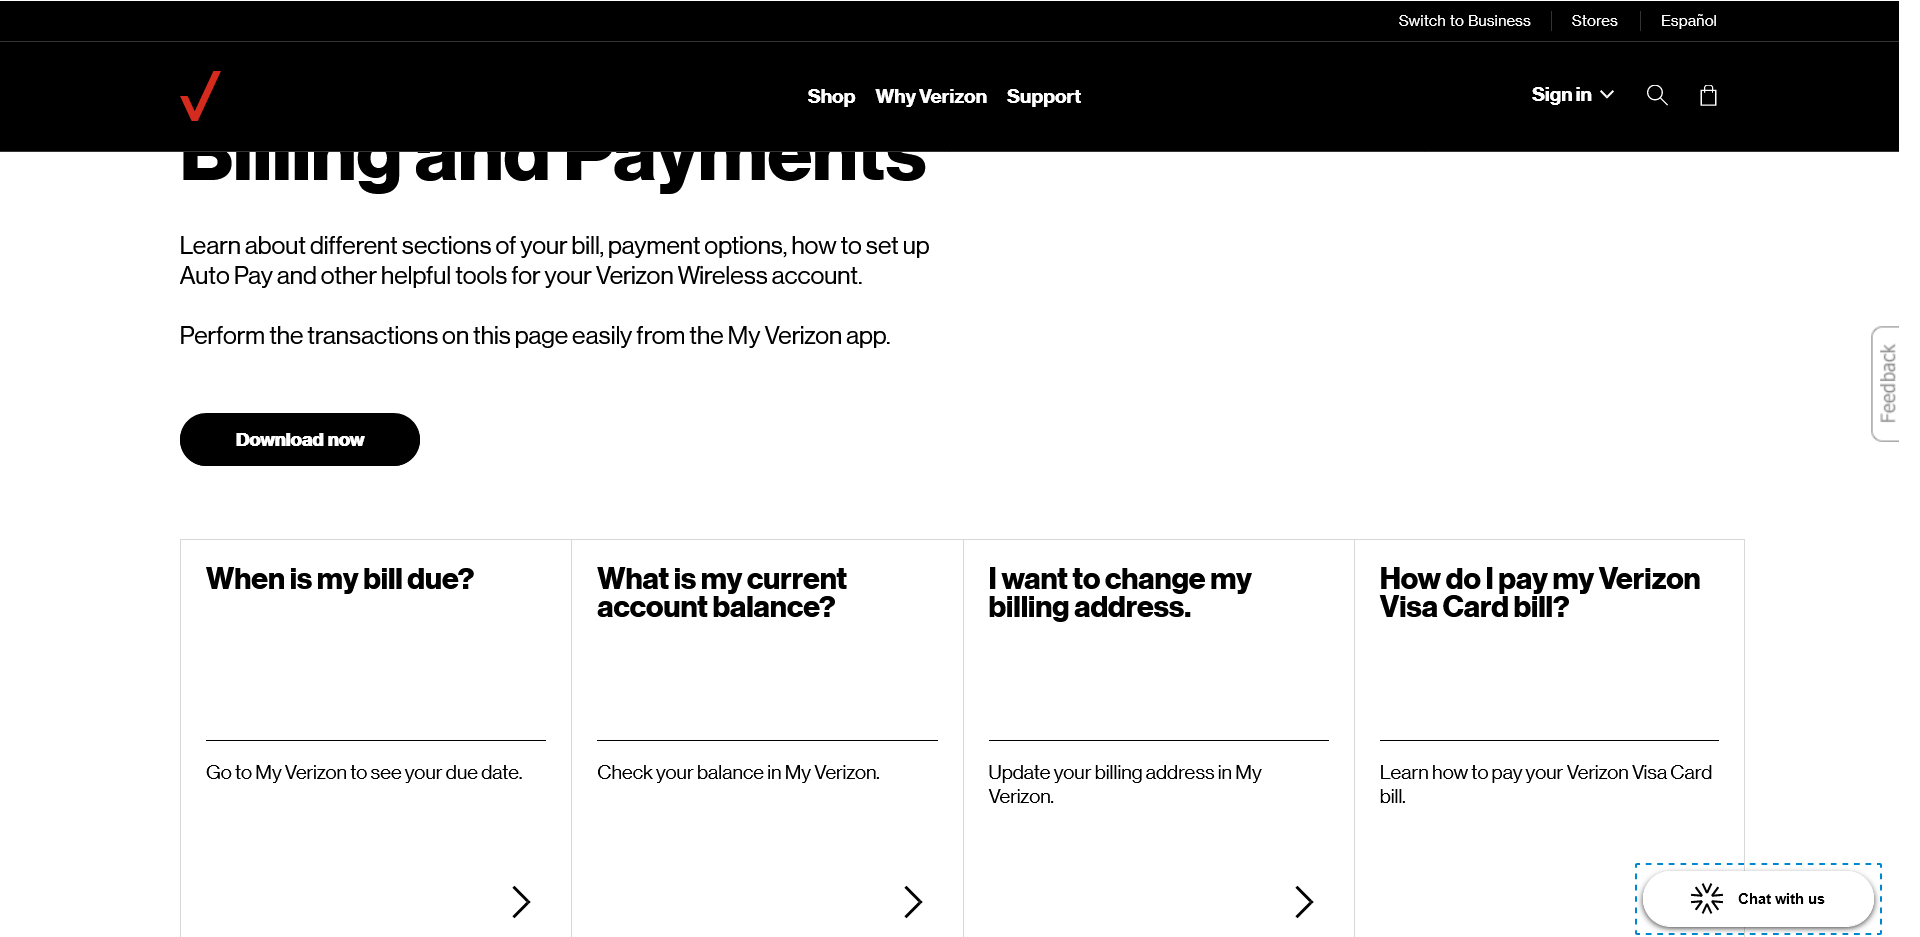 Switch to Business
Stores
Español
Shop
Why Verizon
Support
Sign in
Billing and Payments
Learn about different sections of your bill, payment options, how to set up
Auto Pay and other helpful tools for your Verizon Wireless account.
Perform the transactions on this page easily from the My Verizon app.
Feedback
Download now
When is my bill due?
Go to My Verizon to see your due date.
What is my current
account balance?
Check your balance in My Verizon.
I want to change my
billing address.
Update your billing address in My
Verizon.
How do I pay my Verizon
Visa Card bill?
Learn how to pay your Verizon Visa Card
bill.
Chat with us